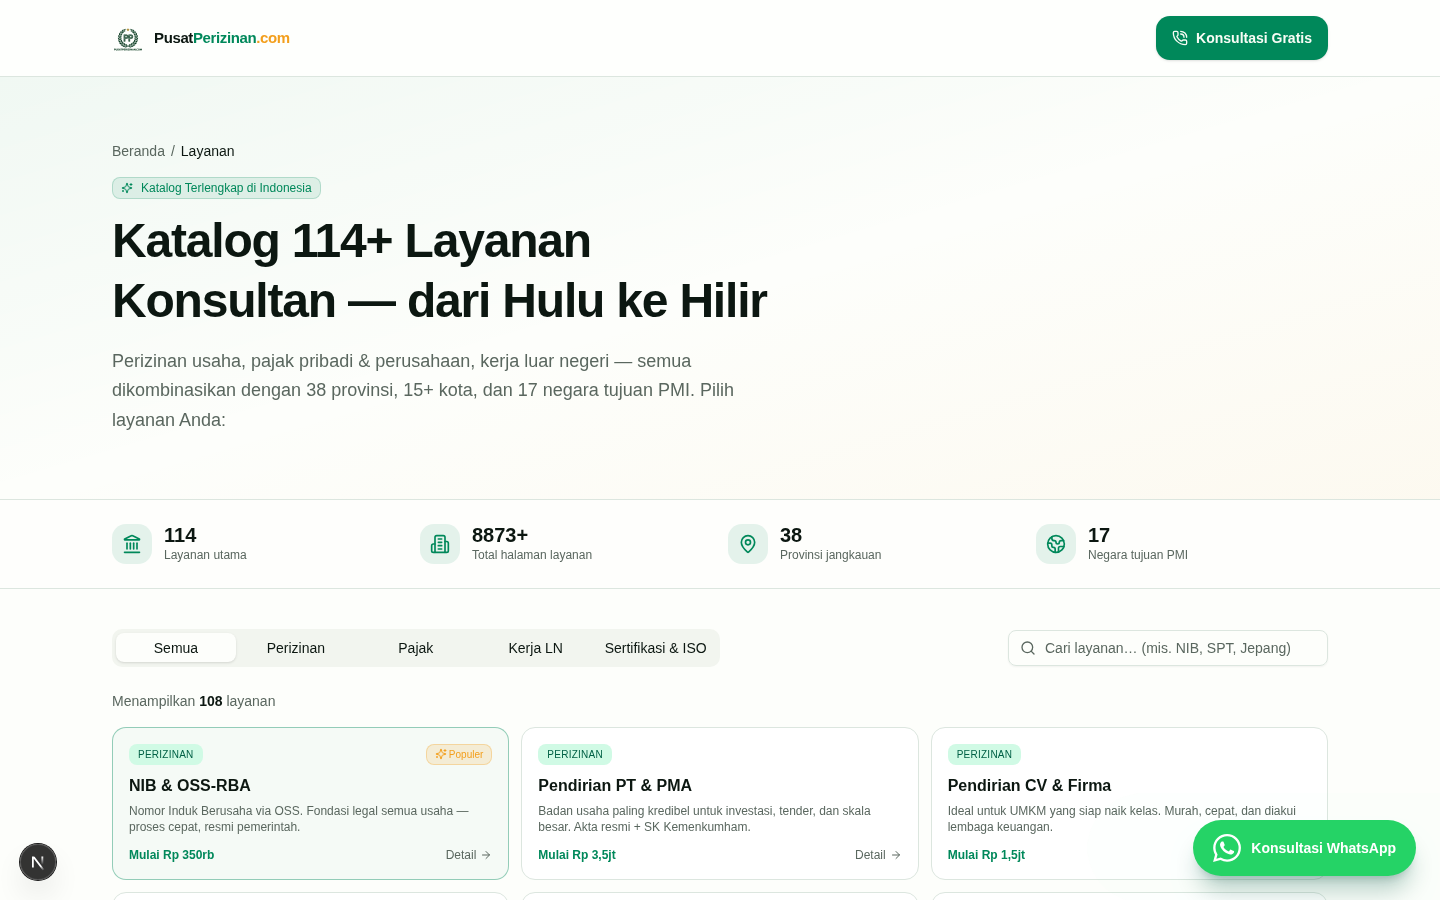 PusatPerizinan.com
Konsultasi Gratis
Beranda / Layanan
Katalog Terlengkap di Indonesia
Katalog 114+ Layanan
Konsultan — dari Hulu ke Hilir
Perizinan usaha, pajak pribadi & perusahaan, kerja luar negeri — semua
dikombinasikan dengan 38 provinsi, 15+ kota, dan 17 negara tujuan PMI. Pilih
layanan Anda:
114
Layanan utama
8873+
Total halaman layanan
38
Provinsi jangkauan
17
Negara tujuan PMI
Semua
Perizinan
Pajak
Kerja LN
Sertifikasi & ISO
Cari layanan… (mis. NIB, SPT, Jepang)
Menampilkan 108 layanan
PERIZINAN
Populer
NIB & OSS-RBA
Nomor Induk Berusaha via OSS. Fondasi legal semua usaha —
proses cepat, resmi pemerintah.
Mulai Rp 350rb
Detail
PERIZINAN
Pendirian PT & PMA
Badan usaha paling kredibel untuk investasi, tender, dan skala
besar. Akta resmi + SK Kemenkumham.
Mulai Rp 3,5jt
Detail
PERIZINAN
Pendirian CV & Firma
Ideal untuk UMKM yang siap naik kelas. Murah, cepat, dan diakui
lembaga keuangan.
Mulai Rp 1,5jt
Konsultasi WhatsApp